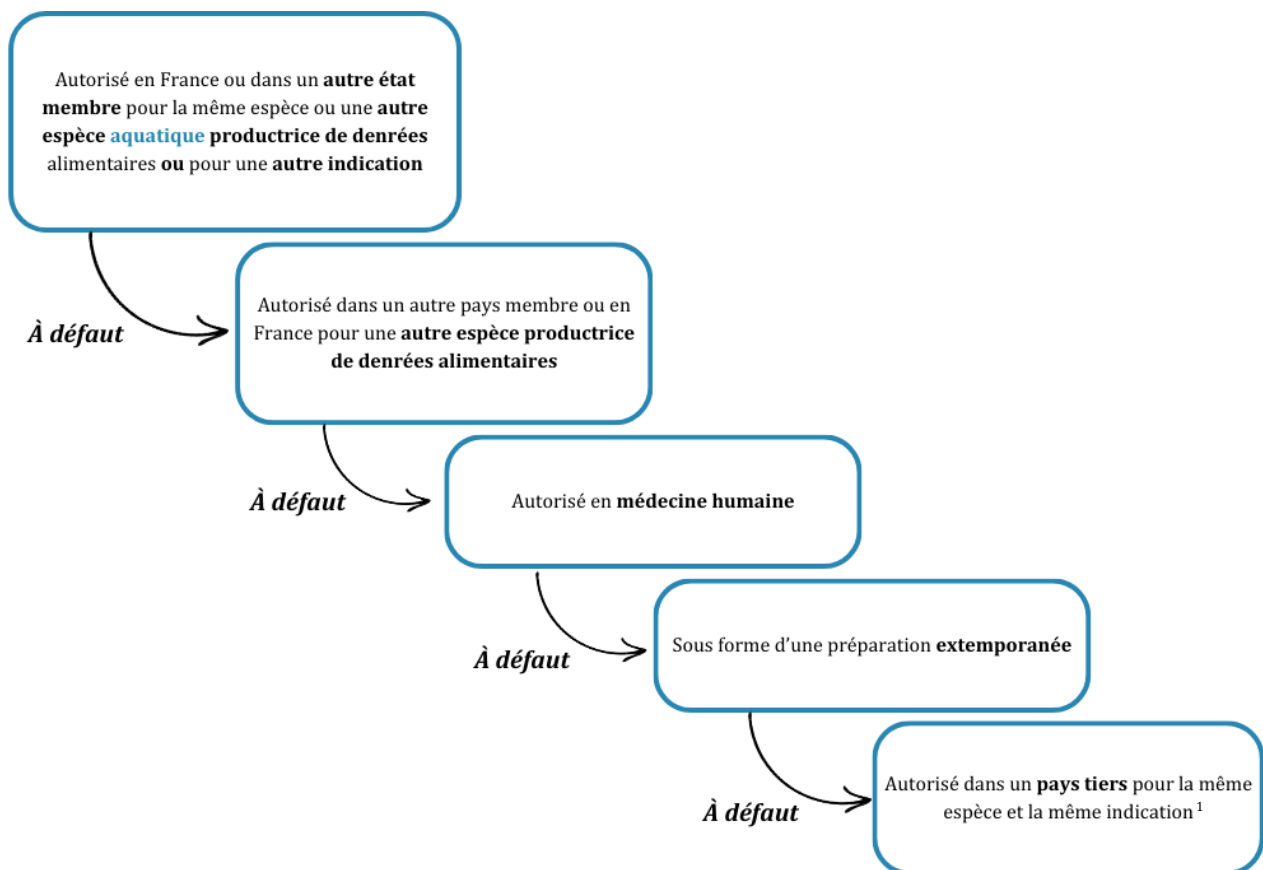 Autorisé en France ou dans un autre état
membre pour la même espèce ou une autre
espèce aquatique productrice de denrées
alimentaires ou pour une autre indication
À défaut
Autorisé dans un autre pays membre ou en
France pour une autre espèce productrice
de denrées alimentaires
À défaut
Autorisé en médecine humaine
À défaut
Sous forme d'une préparation extemporanée
À défaut
Autorisé dans un pays tiers pour la même
espèce et la même indication 1